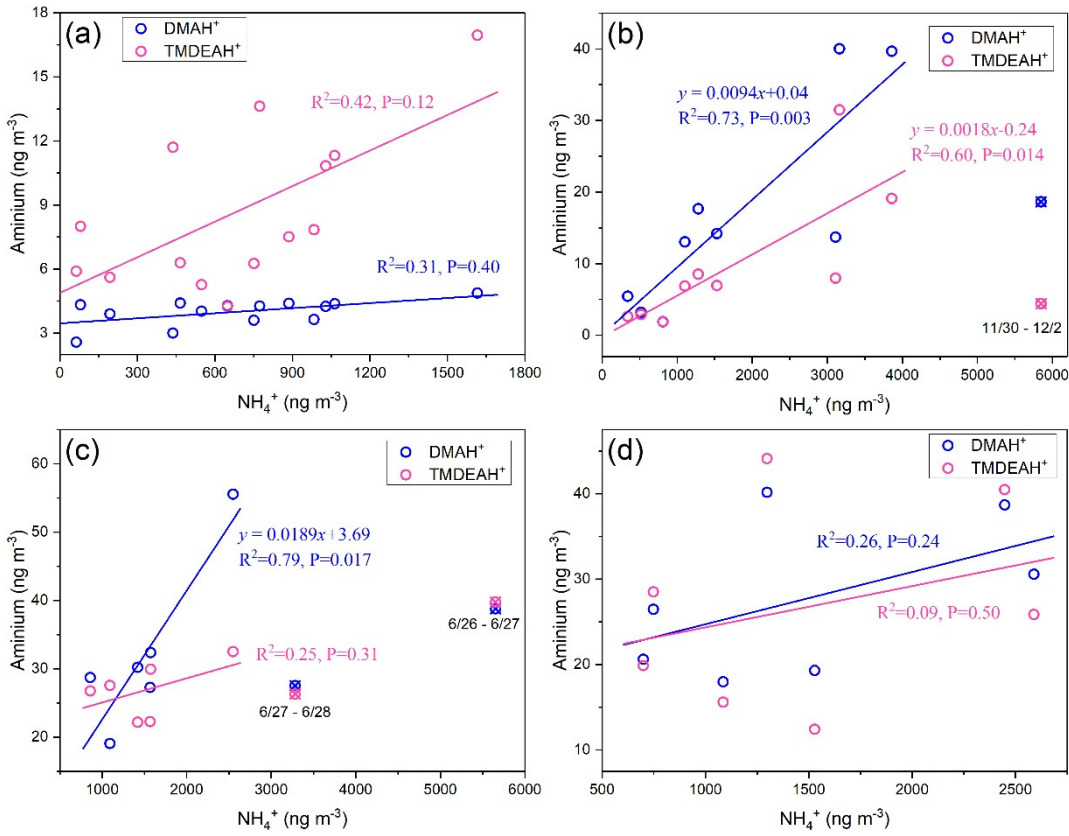 (a)
DMAH⁺
TMDEAH⁺
R²=0.42, P=0.12
R²=0.31, P=0.40
18
15
12
9
6
3
0
300
600
900
1200
1500
1800
Aminium (ng m⁻³)
NH₄⁺ (ng m⁻³)
(b)
DMAH⁺
TMDEAH⁺
y = 0.0094x+0.04
R²=0.73, P=0.003
y = 0.0018x-0.24
R²=0.60, P=0.014
11/30 - 12/2
40
30
20
10
0
0
1000
2000
3000
4000
5000
6000
Aminium (ng m⁻³)
NH₄⁺ (ng m⁻³)
(c)
DMAH⁺
TMDEAH⁺
y = 0.0189x+3.69
R²=0.79, P=0.017
R²=0.25, P=0.31
6/26 - 6/27
6/27 - 6/28
60
50
40
30
20
1000
2000
3000
4000
5000
6000
Aminium (ng m⁻³)
NH₄⁺ (ng m⁻³)
(d)
DMAH⁺
TMDEAH⁺
R²=0.26, P=0.24
R²=0.09, P=0.50
40
30
20
10
500
1000
1500
2000
2500
Aminium (ng m⁻³)
NH₄⁺ (ng m⁻³)